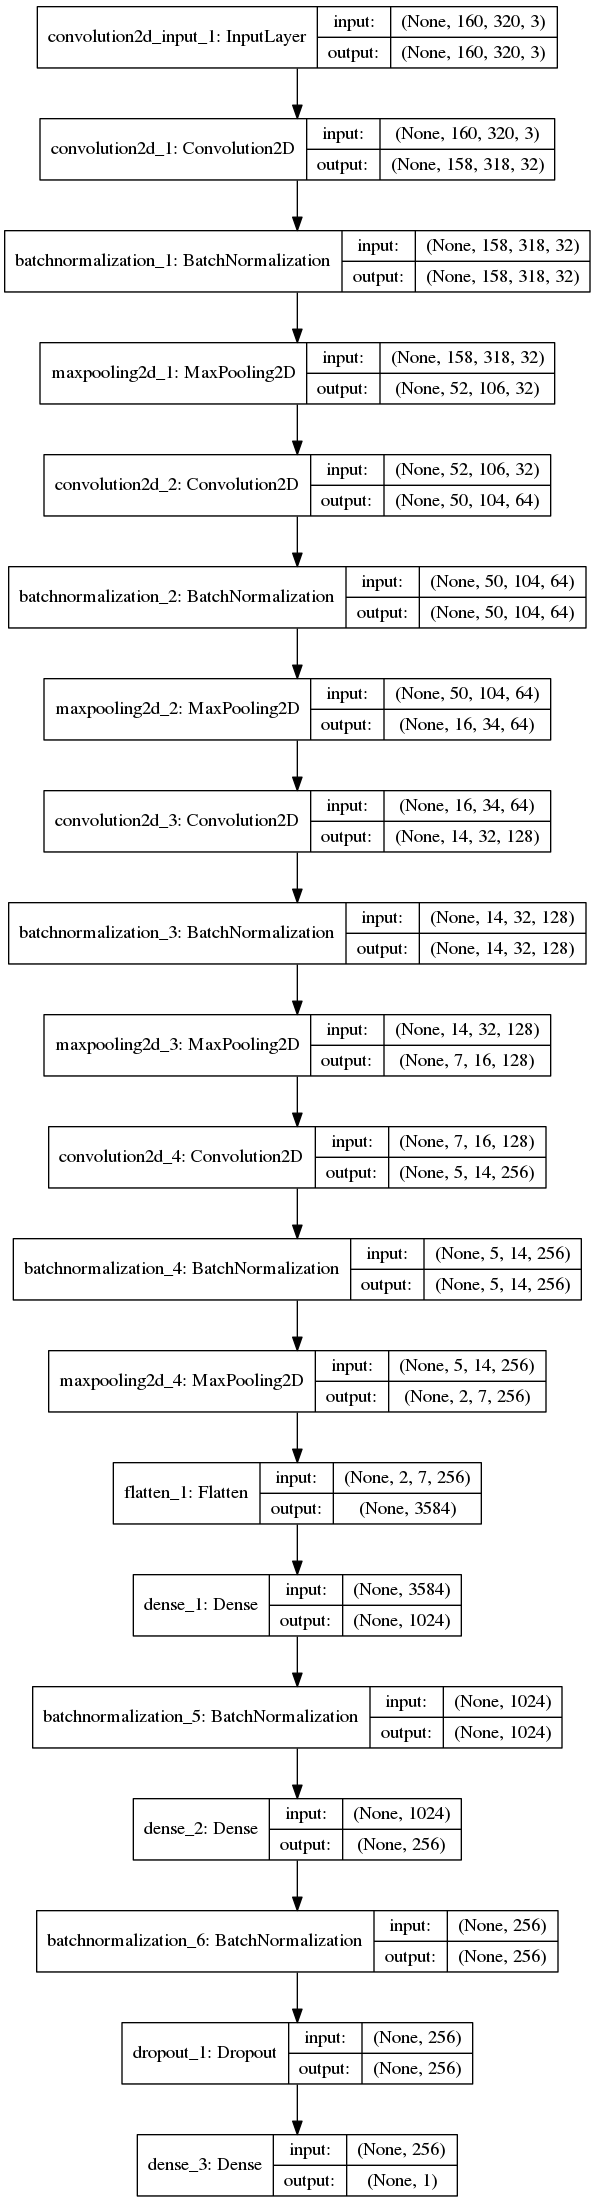 convolution2d_input_1: InputLayer
input: (None, 160, 320, 3)
output: (None, 160, 320, 3)
convolution2d_1: Convolution2D
input: (None, 160, 320, 3)
output: (None, 158, 318, 32)
batchnormalization_1: BatchNormalization
input: (None, 158, 318, 32)
output: (None, 158, 318, 32)
maxpooling2d_1: MaxPooling2D
input: (None, 158, 318, 32)
output: (None, 52, 106, 32)
convolution2d_2: Convolution2D
input: (None, 52, 106, 32)
output: (None, 50, 104, 64)
batchnormalization_2: BatchNormalization
input: (None, 50, 104, 64)
output: (None, 50, 104, 64)
maxpooling2d_2: MaxPooling2D
input: (None, 50, 104, 64)
output: (None, 16, 34, 64)
convolution2d_3: Convolution2D
input: (None, 16, 34, 64)
output: (None, 14, 32, 128)
batchnormalization_3: BatchNormalization
input: (None, 14, 32, 128)
output: (None, 14, 32, 128)
maxpooling2d_3: MaxPooling2D
input: (None, 14, 32, 128)
output: (None, 7, 16, 128)
convolution2d_4: Convolution2D
input: (None, 7, 16, 128)
output: (None, 5, 14, 256)
batchnormalization_4: BatchNormalization
input: (None, 5, 14, 256)
output: (None, 5, 14, 256)
maxpooling2d_4: MaxPooling2D
input: (None, 5, 14, 256)
output: (None, 2, 7, 256)
flatten_1: Flatten
input: (None, 2, 7, 256)
output: (None, 3584)
dense_1: Dense
input: (None, 3584)
output: (None, 1024)
batchnormalization_5: BatchNormalization
input: (None, 1024)
output: (None, 1024)
dense_2: Dense
input: (None, 1024)
output: (None, 256)
batchnormalization_6: BatchNormalization
input: (None, 256)
output: (None, 256)
dropout_1: Dropout
input: (None, 256)
output: (None, 256)
dense_3: Dense
input: (None, 256)
output: (None, 1)